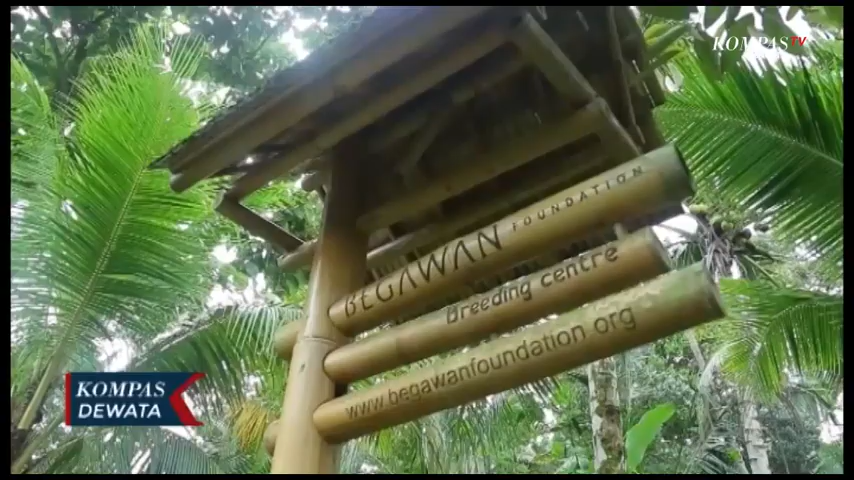 KOMPAS TV
BEGAWAN FOUNDATION
Breeding centre
www.begawanfoundation.org
KOMPAS
DEWATA